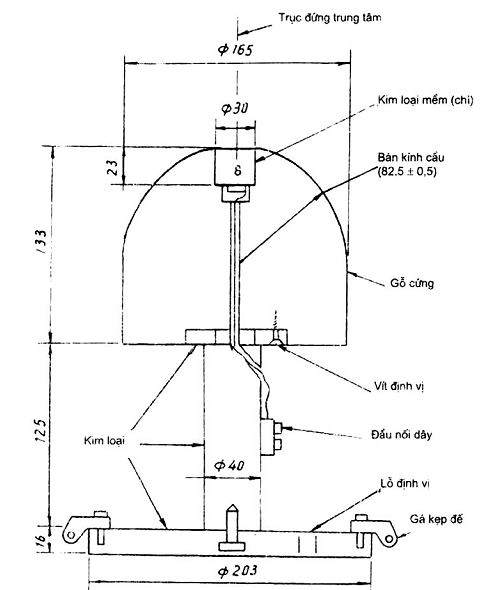 Trục đứng trung tâm
ϕ165
ϕ30
Kim loại mềm (chì)
23
Bán kính cầu
(82.5 ± 0,5)
133
Gỗ cứng
Vít định vị
125
Đầu nối dây
Kim loại
ϕ40
Lỗ định vị
Gá kẹp đế
16
ϕ203